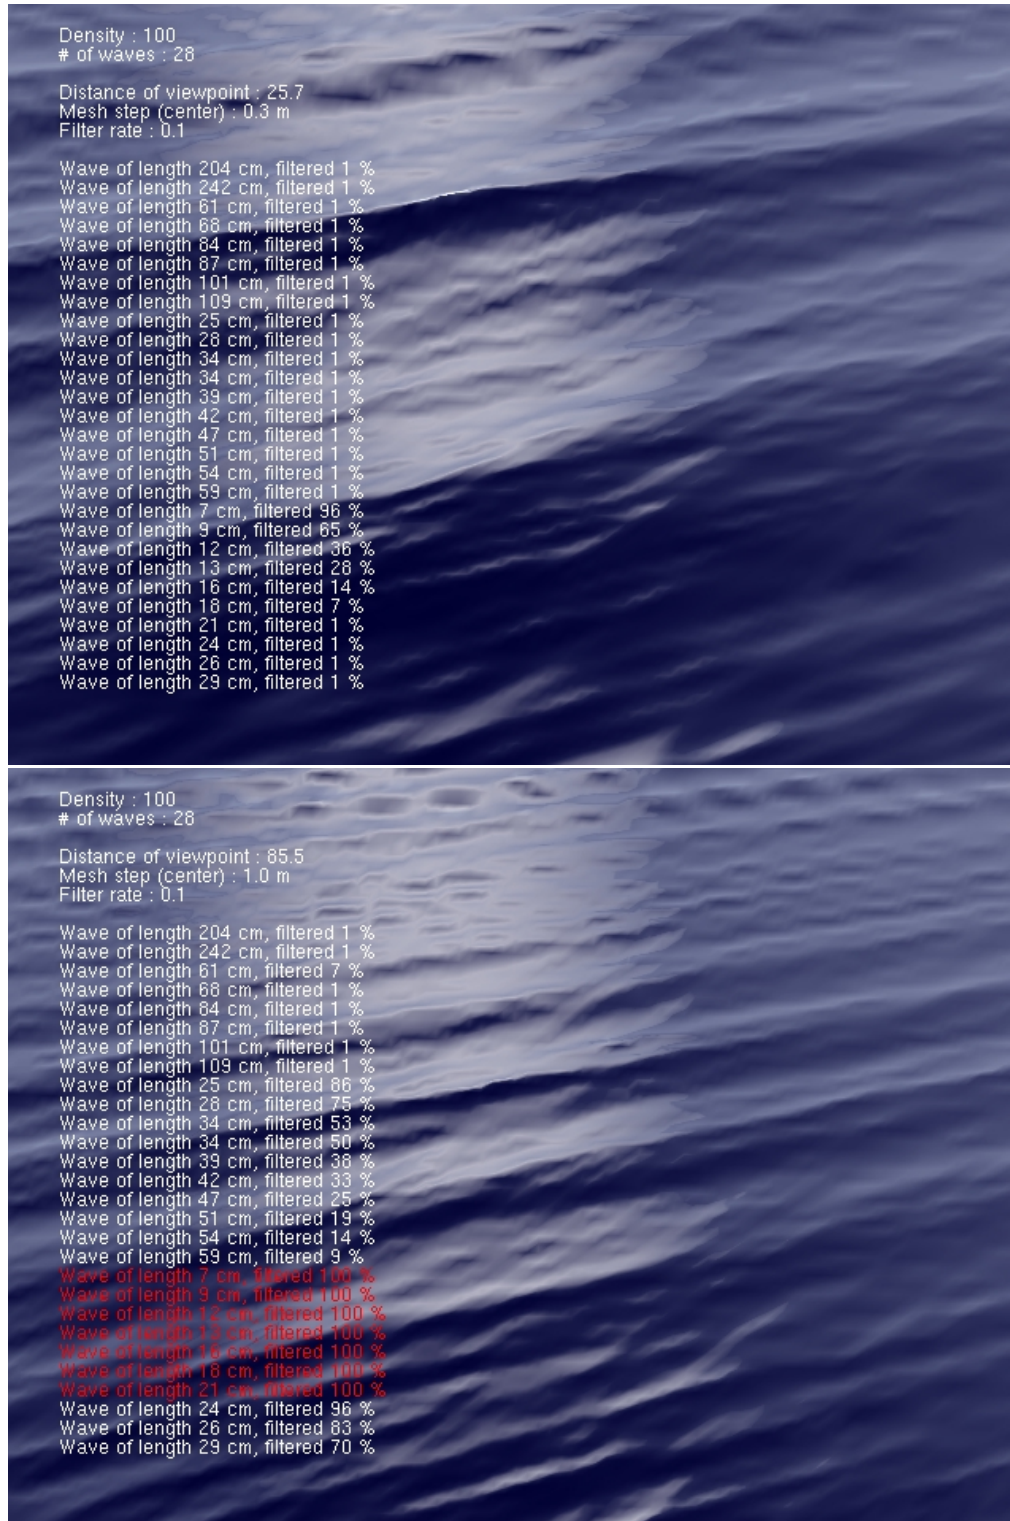 Density : 100
# of waves : 28
Distance of viewpoint : 25.7
Mesh step (center) : 0.3 m
Filter rate : 0.1
Wave of length 204 cm, filtered 1 %
Wave of length 242 cm, filtered 1 %
Wave of length 61 cm, filtered 1 %
Wave of length 68 cm, filtered 1 %
Wave of length 84 cm, filtered 1 %
Wave of length 87 cm, filtered 1 %
Wave of length 101 cm, filtered 1 %
Wave of length 109 cm, filtered 1 %
Wave of length 25 cm, filtered 1 %
Wave of length 28 cm, filtered 1 %
Wave of length 34 cm, filtered 1 %
Wave of length 34 cm, filtered 1 %
Wave of length 39 cm, filtered 1 %
Wave of length 42 cm, filtered 1 %
Wave of length 47 cm, filtered 1 %
Wave of length 51 cm, filtered 1 %
Wave of length 54 cm, filtered 1 %
Wave of length 59 cm, filtered 1 %
Wave of length 7 cm, filtered 96 %
Wave of length 9 cm, filtered 65 %
Wave of length 12 cm, filtered 36 %
Wave of length 13 cm, filtered 28 %
Wave of length 16 cm, filtered 14 %
Wave of length 18 cm, filtered 7 %
Wave of length 21 cm, filtered 1 %
Wave of length 24 cm, filtered 1 %
Wave of length 26 cm, filtered 1 %
Wave of length 29 cm, filtered 1 %
Density : 100
# of waves : 28
Distance of viewpoint : 85.5
Mesh step (center) : 1.0 m
Filter rate : 0.1
Wave of length 204 cm, filtered 1 %
Wave of length 242 cm, filtered 1 %
Wave of length 61 cm, filtered 7 %
Wave of length 68 cm, filtered 1 %
Wave of length 84 cm, filtered 1 %
Wave of length 87 cm, filtered 1 %
Wave of length 101 cm, filtered 1 %
Wave of length 109 cm, filtered 1 %
Wave of length 25 cm, filtered 86 %
Wave of length 28 cm, filtered 75 %
Wave of length 34 cm, filtered 53 %
Wave of length 34 cm, filtered 50 %
Wave of length 39 cm, filtered 38 %
Wave of length 42 cm, filtered 33 %
Wave of length 47 cm, filtered 25 %
Wave of length 51 cm, filtered 19 %
Wave of length 54 cm, filtered 14 %
Wave of length 59 cm, filtered 9 %
Wave of length 7 cm, filtered 100 %
Wave of length 9 cm, filtered 100 %
Wave of length 12 cm, filtered 100 %
Wave of length 13 cm, filtered 100 %
Wave of length 16 cm, filtered 100 %
Wave of length 18 cm, filtered 100 %
Wave of length 21 cm, filtered 100 %
Wave of length 24 cm, filtered 96 %
Wave of length 26 cm, filtered 83 %
Wave of length 29 cm, filtered 70 %